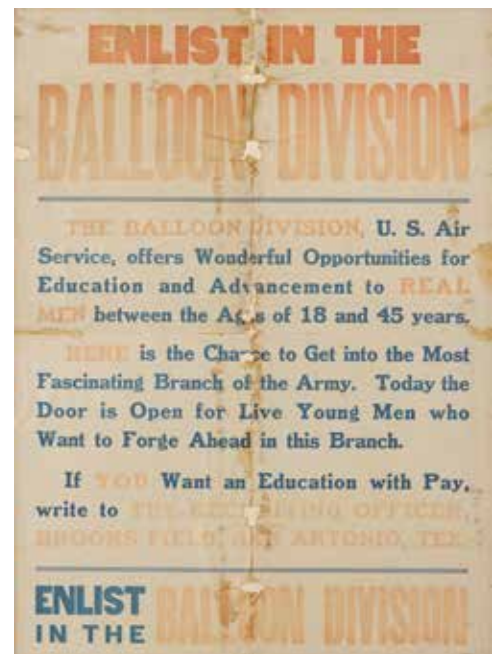 ENLIST IN THE
BALLOON DIVISION
THE BALLOON DIVISION, U. S. Air
Service, offers Wonderful Opportunities for
Education and Advancement to REAL
MEN between the Ages of 18 and 45 years.
HERE is the Chance to Get into the Most
Fascinating Branch of the Army. Today the
Door is Open for Live Young Men who
Want to Forge Ahead in this Branch.
If YOU Want an Education with Pay,
write to THE RECRUITING OFFICER,
BROOKS FIELD, SAN ANTONIO, TEX.
ENLIST
IN THE
BALLOON DIVISION